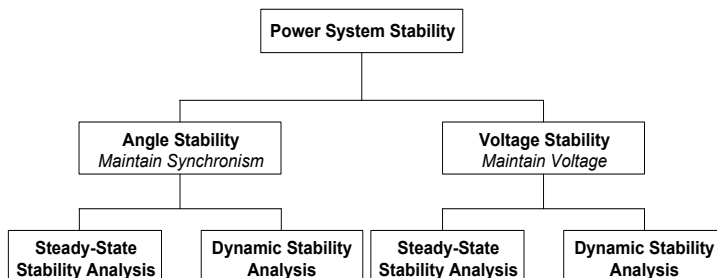 Power System Stability
Angle Stability
Maintain Synchronism
Voltage Stability
Maintain Voltage
Steady-State
Stability Analysis
Dynamic Stability
Analysis
Steady-State
Stability Analysis
Dynamic Stability
Analysis